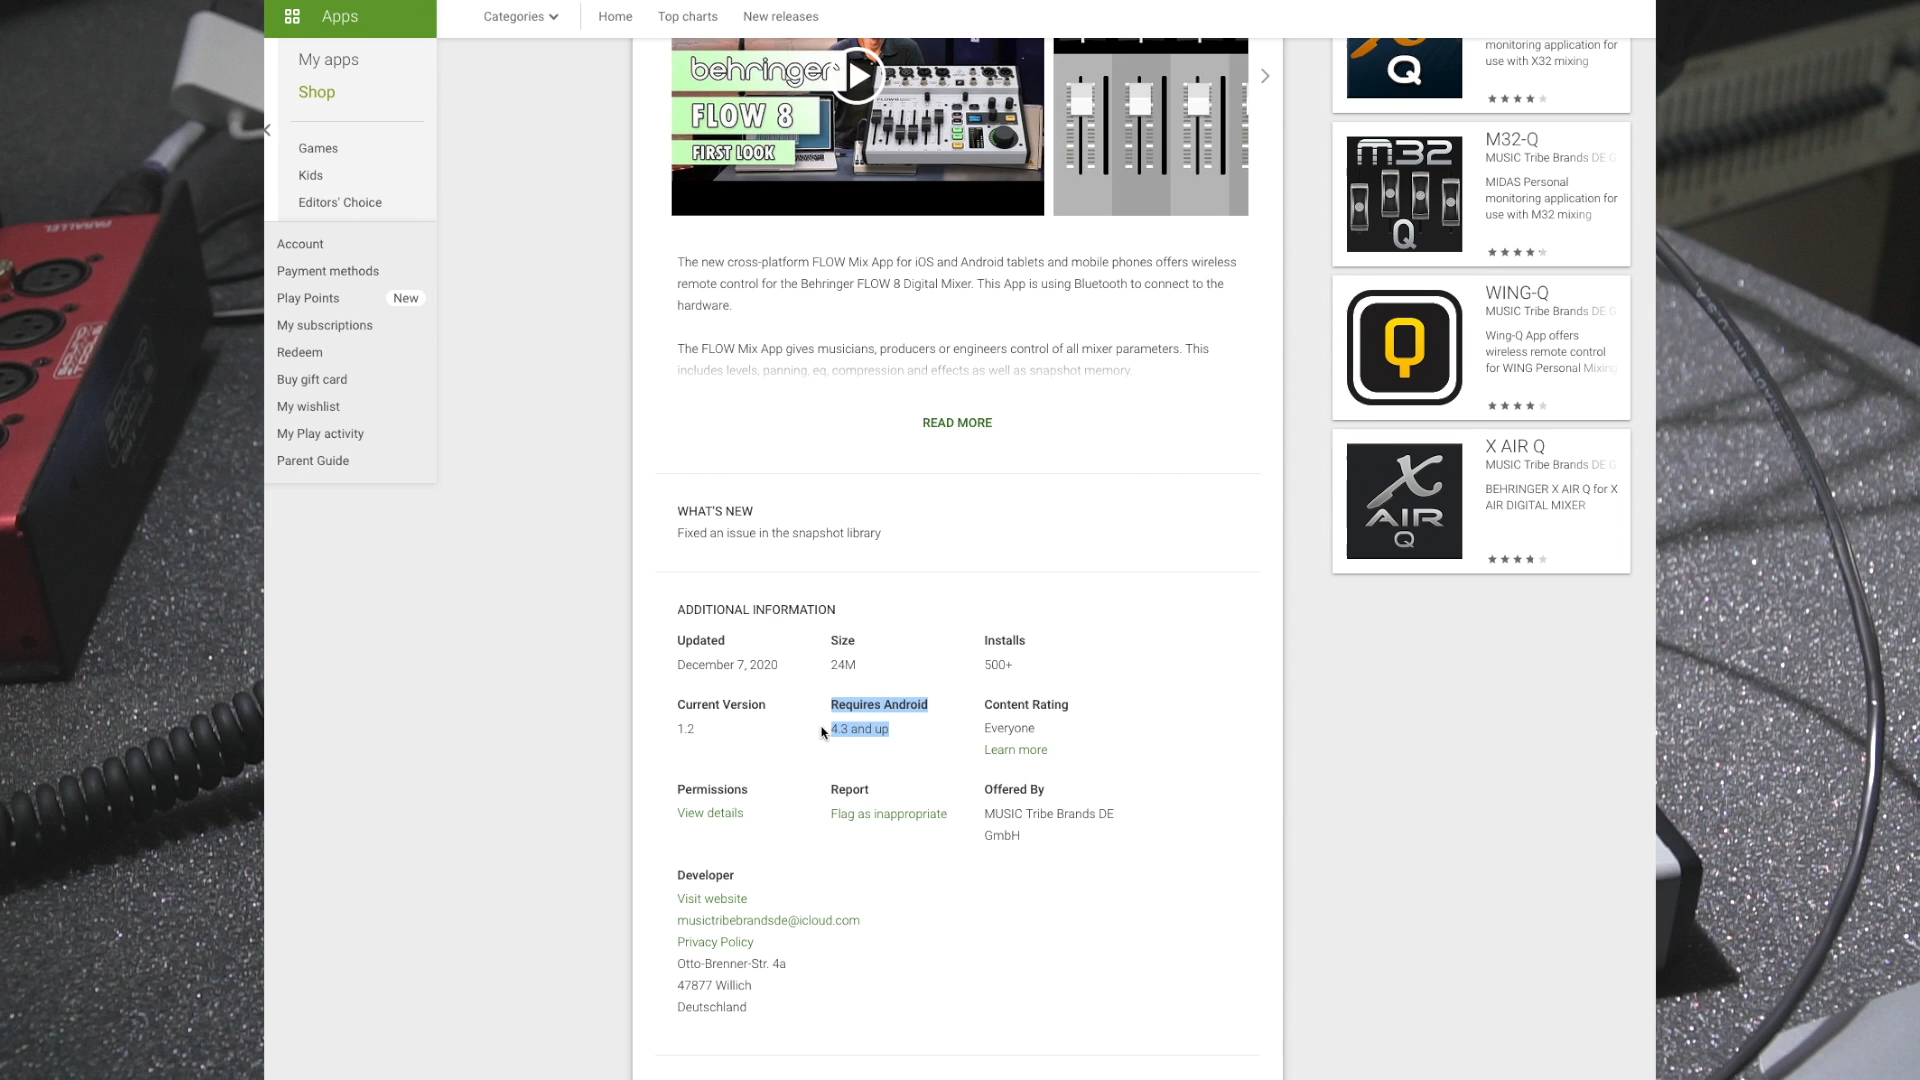 Apps
Categories
Home
Top charts
New releases
My apps
Shop
Games
Kids
Editors' Choice
Account
Payment methods
Play Points
New
My subscriptions
Redeem
Buy gift card
My wishlist
My Play activity
Parent Guide
behringer
FLOW 8
FIRST LOOK
The new cross-platform FLOW Mix App for iOS and Android tablets and mobile phones offers wireless
remote control for the Behringer FLOW 8 Digital Mixer. This App is using Bluetooth to connect to the
hardware.
The FLOW Mix App gives musicians, producers or engineers control of all mixer parameters. This
includes levels, panning, eq, compression and effects as well as snapshot memory.
READ MORE
WHAT'S NEW
Fixed an issue in the snapshot library
ADDITIONAL INFORMATION
Updated
December 7, 2020
Size
24M
Installs
500+
Current Version
1.2
Requires Android
4.3 and up
Content Rating
Everyone
Learn more
Permissions
View details
Report
Flag as inappropriate
Offered By
MUSIC Tribe Brands DE
GmbH
Developer
Visit website
musictribebrandsde@icloud.com
Privacy Policy
Otto-Brenner-Str. 4a
47877 Willich
Deutschland
Q
monitoring application for
use with X32 mixing
M32
Q
M32-Q
MUSIC Tribe Brands DE G
MIDAS Personal
monitoring application for
use with M32 mixing
Q
WING-Q
MUSIC Tribe Brands DE G
Wing-Q App offers
wireless remote control
for WING Personal Mixing
X
AIR
Q
X AIR Q
MUSIC Tribe Brands DE G
BEHRINGER X AIR Q for X
AIR DIGITAL MIXER
PARALLEL